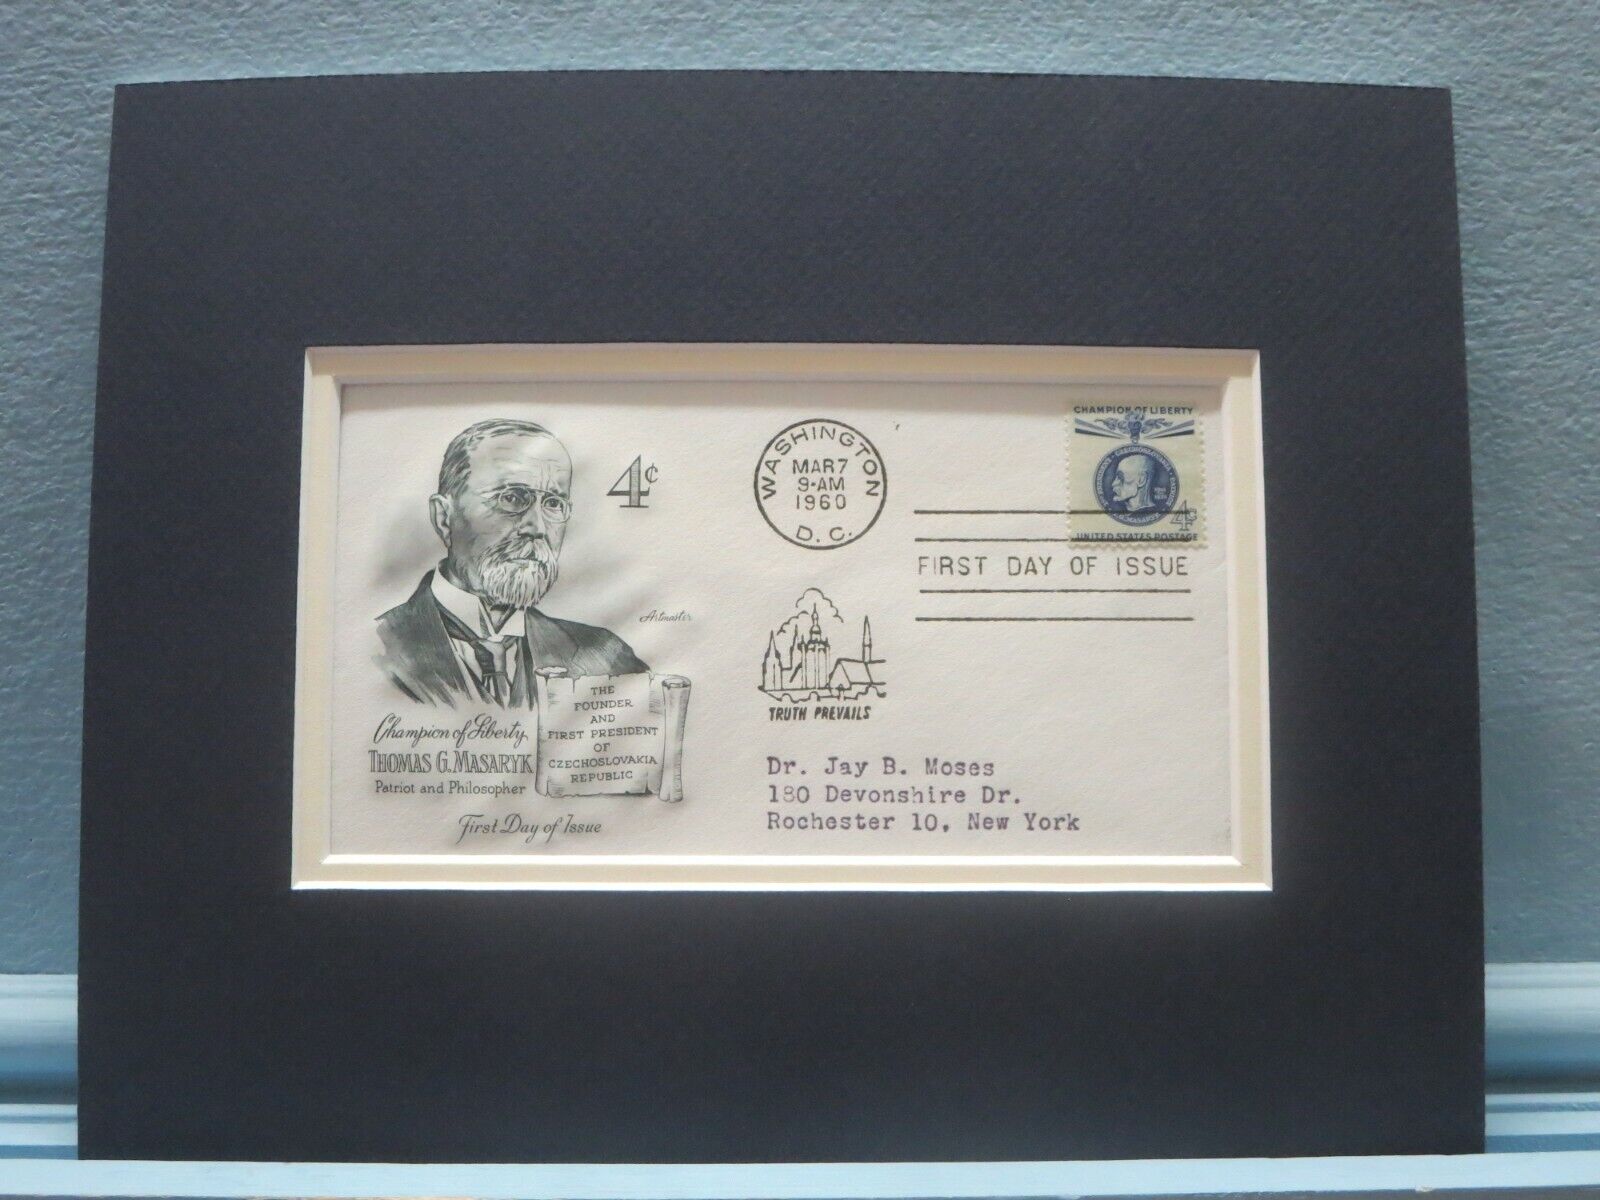 4¢
Artmaster
THE
FOUNDER
AND
FIRST PRESIDENT
OF
CZECHOSLOVAKIA
REPUBLIC
Champion of Liberty
THOMAS G. MASARYK
Patriot and Philosopher
First Day of Issue
WASHINGTON
MAR 7
9-AM
1960
D. C.
CHAMPION OF LIBERTY
CZECHOSLOVAKIA
T.G. MASARYK
4¢
UNITED STATES POSTAGE
FIRST DAY OF ISSUE
TRUTH PREVAILS
Dr. Jay B. Moses
180 Devonshire Dr.
Rochester 10, New York